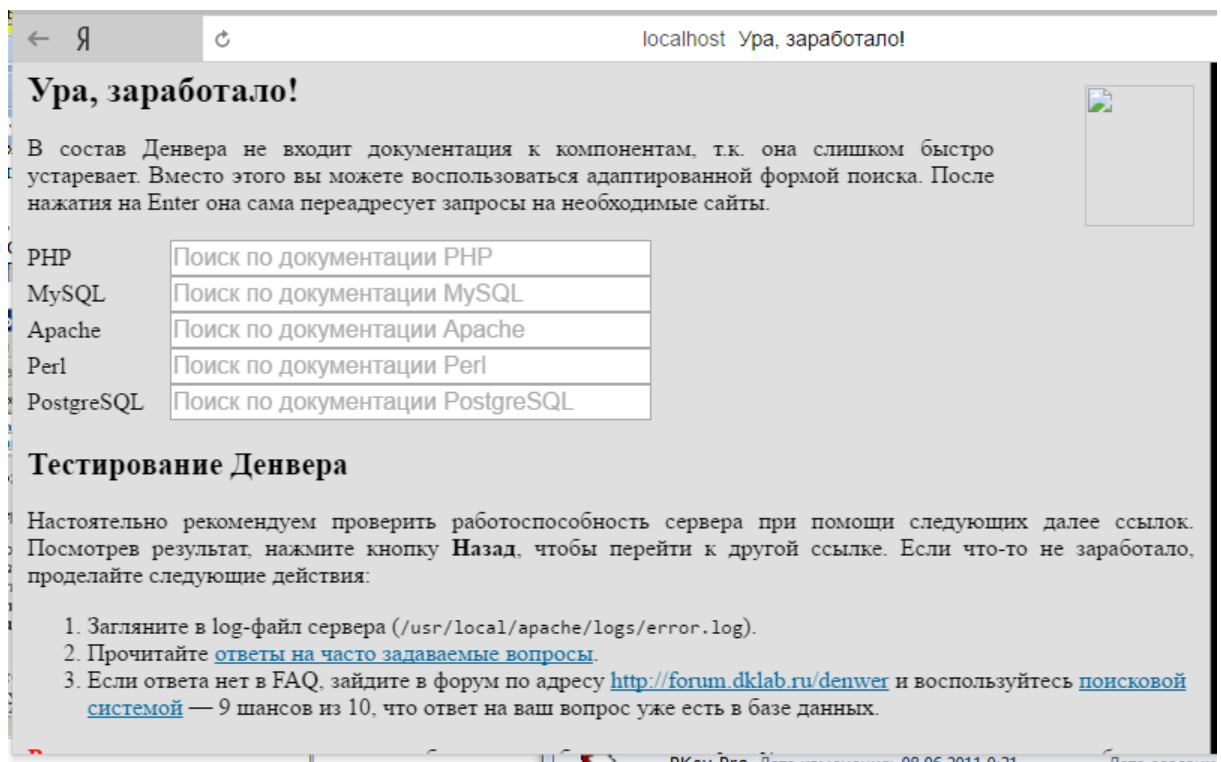 Я localhost Ура, заработало!
Ура, заработало!
В состав Денвера не входит документация к компонентам, т.к. она слишком быстро
устаревает. Вместо этого вы можете воспользоваться адаптированной формой поиска. После
нажатия на Enter она сама переадресует запросы на необходимые сайты.
PHP Поиск по документации PHP
MySQL Поиск по документации MySQL
Apache Поиск по документации Apache
Perl Поиск по документации Perl
PostgreSQL Поиск по документации PostgreSQL
Тестирование Денвера
Настоятельно рекомендуем проверить работоспособность сервера при помощи следующих далее ссылок.
Посмотрев результат, нажмите кнопку Назад, чтобы перейти к другой ссылке. Если что-то не заработало,
проделайте следующие действия:
1. Загляните в log-файл сервера (/usr/local/apache/logs/error.log).
2. Прочитайте ответы на часто задаваемые вопросы.
3. Если ответа нет в FAQ, зайдите в форум по адресу http://forum.dklab.ru/denwer и воспользуйтесь поисковой
системой — 9 шансов из 10, что ответ на ваш вопрос уже есть в базе данных.